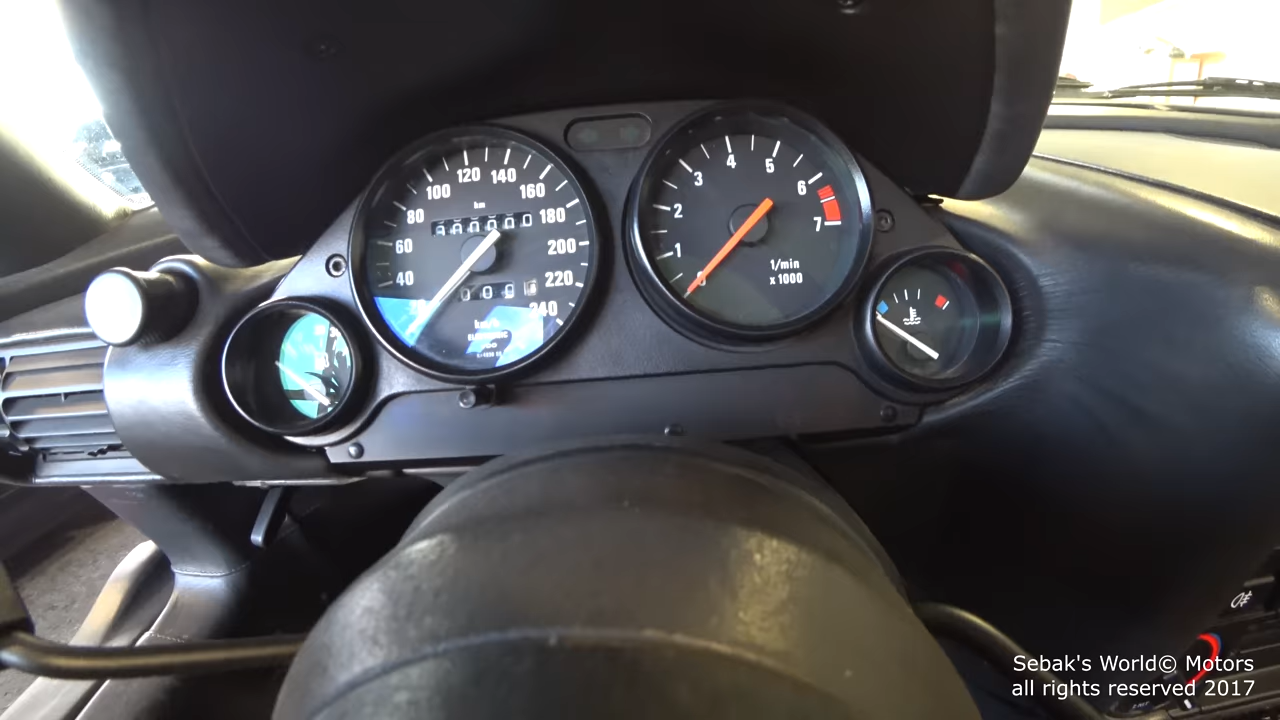 120 140
100 160
80 km 180
60 200
40 220
240
km/h
3 4 5 6 7
2
1
1/min
x 1000
Sebak's World© Motors
all rights reserved 2017